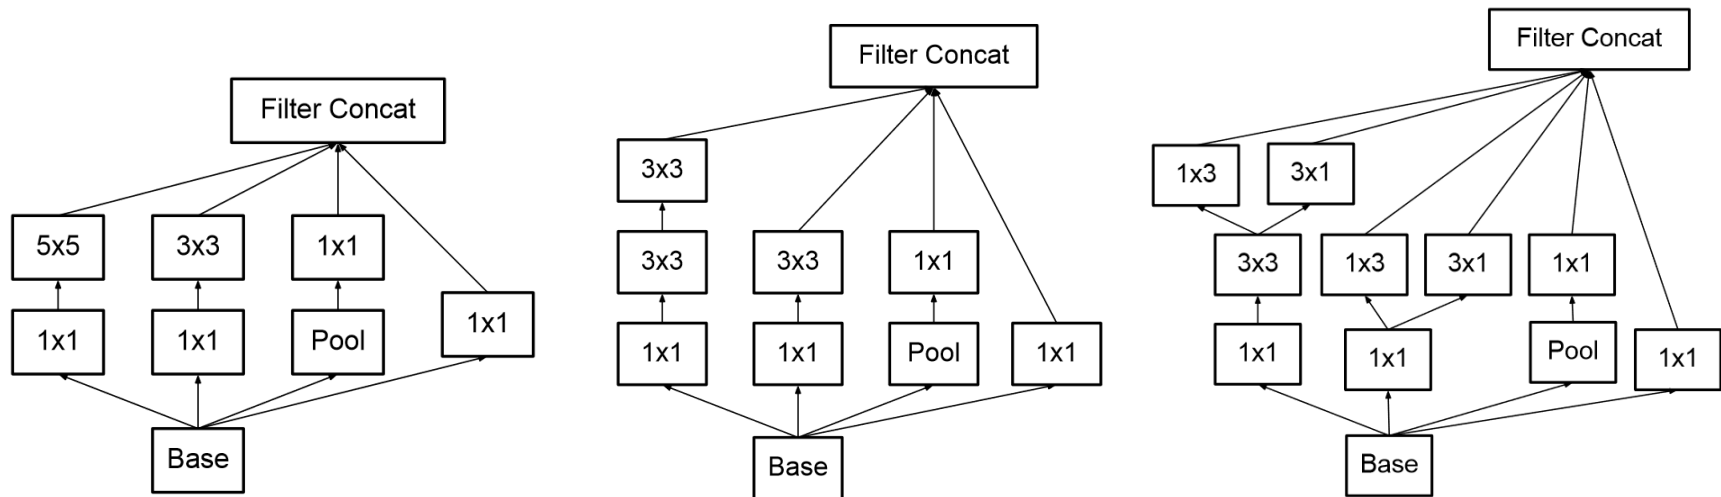 Filter Concat
5x5
3x3
1x1
1x1
1x1
Pool
1x1
Base
Filter Concat
3x3
3x3
3x3
1x1
1x1
1x1
Pool
1x1
Base
Filter Concat
1x3
3x1
3x3
1x3
3x1
1x1
1x1
1x1
Pool
1x1
Base